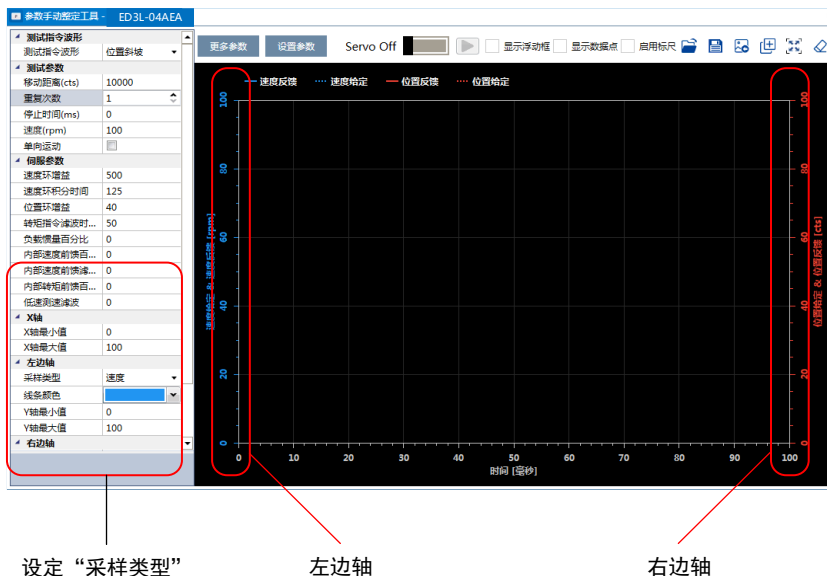 参数手动整定工具 - ED3L-04AEA
测试指令波形
测试指令波形 位置斜坡
测试参数
移动距离(cts) 10000
重复次数 1
停止时间(ms) 0
速度(rpm) 100
单向运动
伺服参数
速度环增益 500
速度环积分时间 125
位置环增益 40
转矩指令滤波时... 50
负载惯量百分比 0
内部速度前馈百... 0
内部速度前馈滤... 0
内部转矩前馈百... 0
低速测速滤波 0
X轴
X轴最小值 0
X轴最大值 100
左边轴
采样类型 速度
线条颜色
Y轴最小值 0
Y轴最大值 100
右边轴
更多参数 设置参数 Servo Off 显示浮动框 显示数据点 启用标尺
速度反馈 速度给定 位置反馈 位置给定
100
80
60
40
20
0
速度给定 & 速度反馈 [rpm]
0 10 20 30 40 50 60 70 80 90 100
时间 [毫秒]
100
80
60
40
20
0
位置给定 & 位置反馈 [cts]
设定“采样类型” 左边轴 右边轴